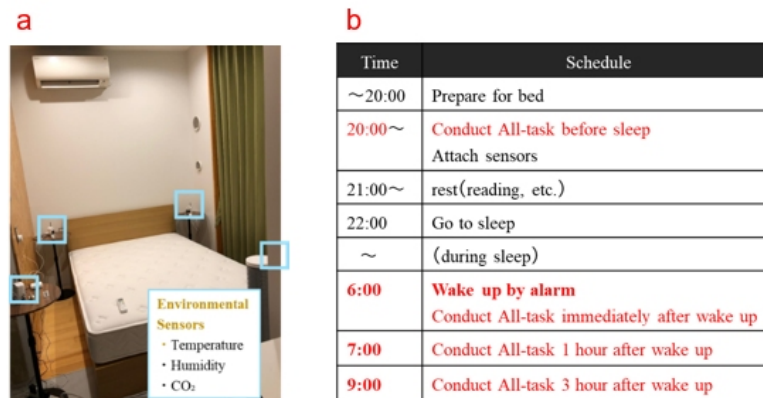 a
b
Environmental
Sensors
・Temperature
・Humidity
・CO₂
Time Schedule
～20:00 Prepare for bed
20:00～ Conduct All-task before sleep
Attach sensors
21:00～ rest(reading, etc.)
22:00 Go to sleep
～ (during sleep)
6:00 Wake up by alarm
Conduct All-task immediately after wake up
7:00 Conduct All-task 1 hour after wake up
9:00 Conduct All-task 3 hour after wake up